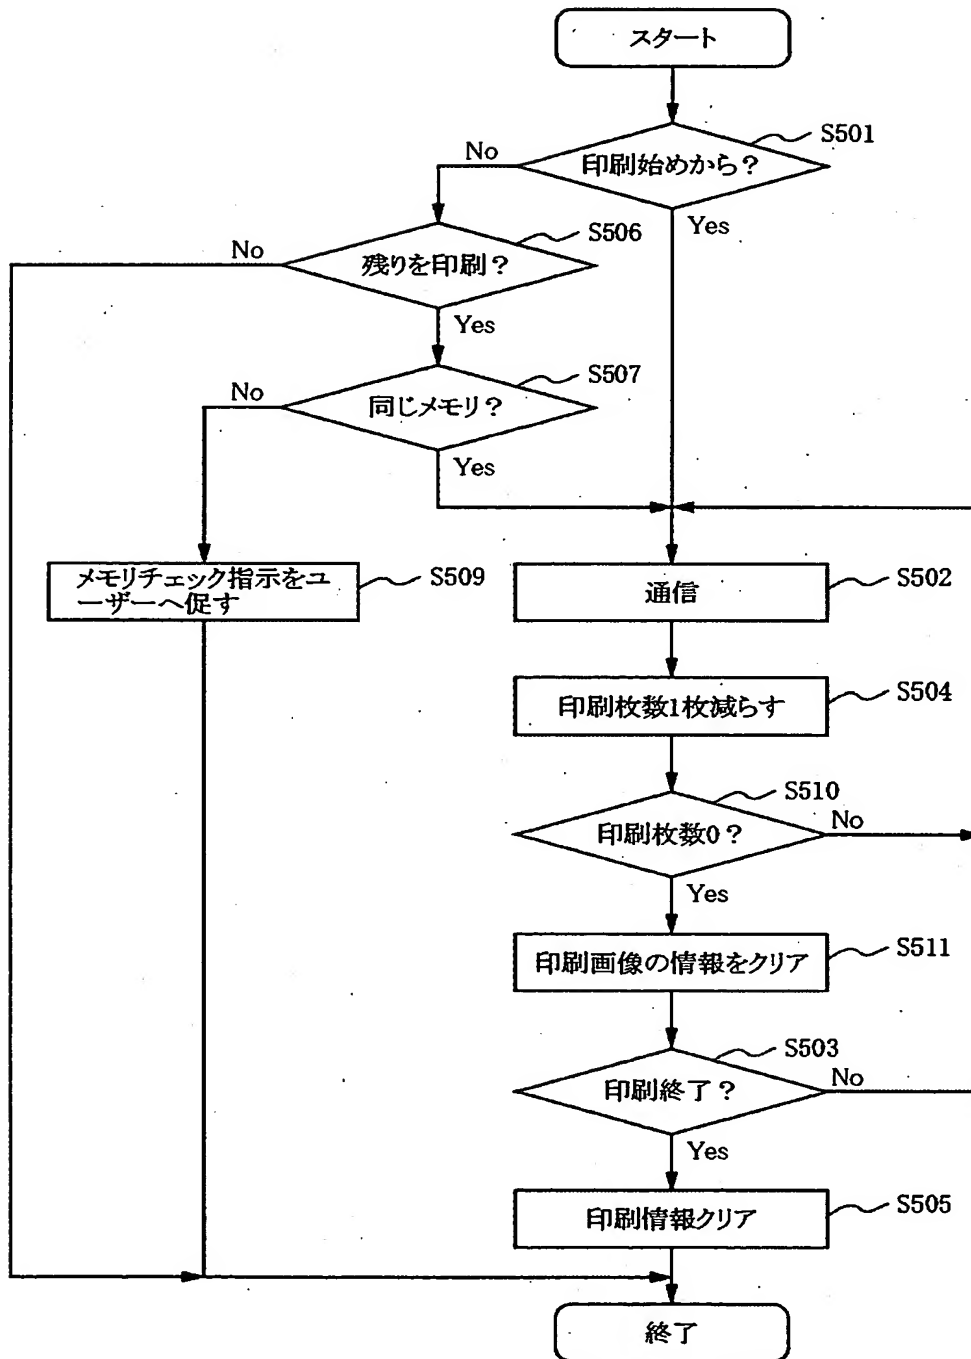 スタート
S501
印刷始めから?
No
Yes
S506
残りを印刷?
No
Yes
S507
同じメモリ?
No
Yes
メモリチェック指示をユ
ーザーへ促す
S509
通信
S502
印刷枚数1枚減らす
S504
S510
印刷枚数0?
No
Yes
印刷画像の情報をクリア
S511
S503
印刷終了?
No
Yes
印刷情報クリア
S505
終了